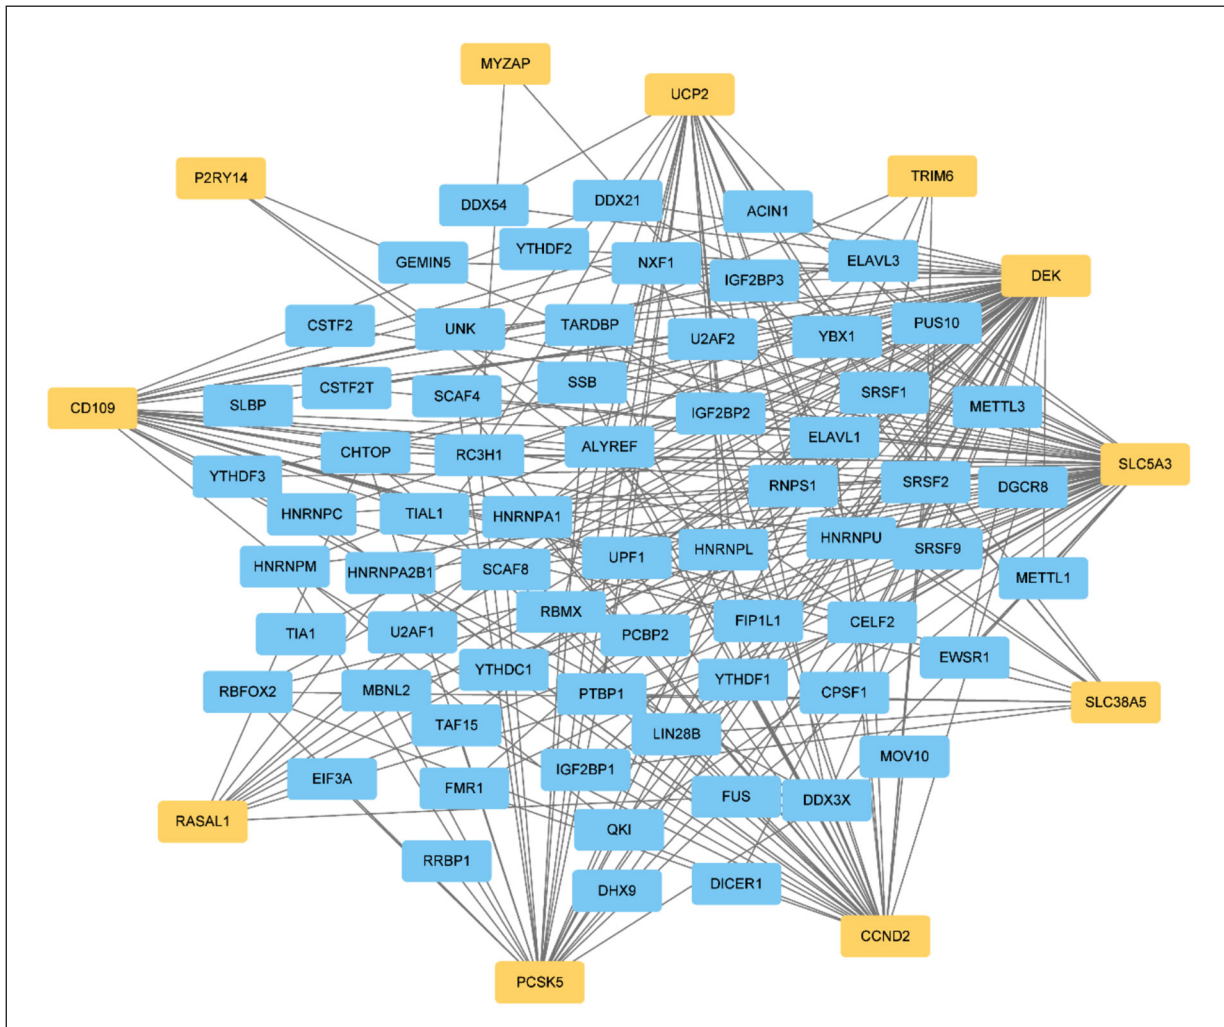 MYZAP
UCP2
P2RY14
TRIM6
DDX54
DDX21
ACIN1
YTHDF2
GEMIN5
NXF1
ELAVL3
IGF2BP3
DEK
CSTF2
UNK
TARDBP
PUS10
U2AF2
YBX1
SSB
CSTF2T
SCAF4
SRSF1
CD109
SLBP
IGF2BP2
METTL3
ELAVL1
ALYREF
CHTOP
RC3H1
SLC5A3
YTHDF3
RNPS1
SRSF2
DGCR8
HNRNPC
TIAL1
HNRNPA1
HNRNPU
HNRNPL
SRSF9
UPF1
HNRNPM
HNRNPA2B1
SCAF8
METTL1
RBMX
FIP1L1
CELF2
TIA1
U2AF1
PCBP2
EWSR1
YTHDC1
YTHDF1
RBFOX2
MBNL2
PTBP1
CPSF1
SLC38A5
TAF15
LIN28B
MOV10
IGF2BP1
EIF3A
FMR1
FUS
DDX3X
RASAL1
QKI
RRBP1
DHX9
DICER1
CCND2
PCSK5